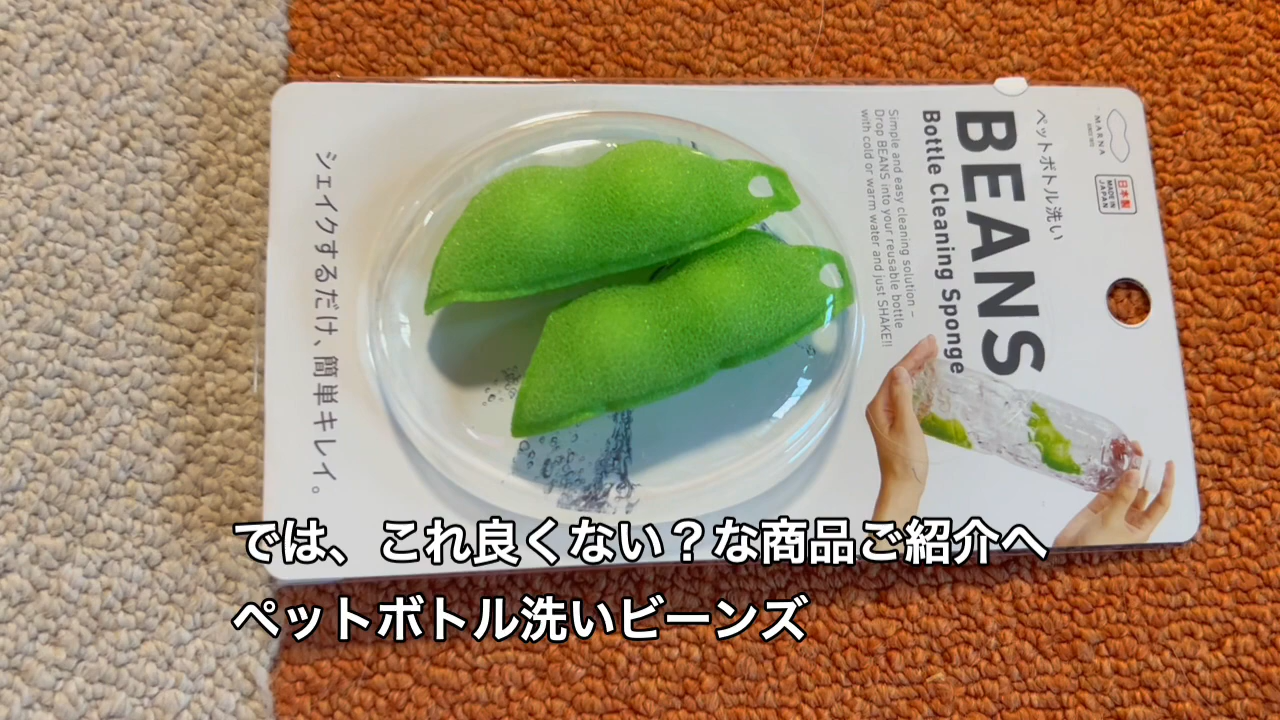 MARNA
日本製
MADE IN
JAPAN
ペットボトル洗い
BEANS
Bottle Cleaning Sponge
Simple and easy cleaning solution –
Drop BEANS into your reusable bottle
with cold or warm water and just SHAKE!!
シェイクするだけ、簡単キレイ。
では、これ良くない？な商品ご紹介へ
ペットボトル洗いビーンズ